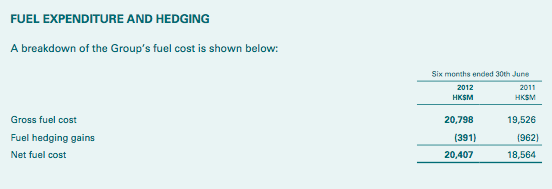 FUEL EXPENDITURE AND HEDGING
A breakdown of the Group's fuel cost is shown below:
Six months ended 30th June
2012 2011
HK$M HK$M
Gross fuel cost 20,798 19,526
Fuel hedging gains (391) (962)
Net fuel cost 20,407 18,564